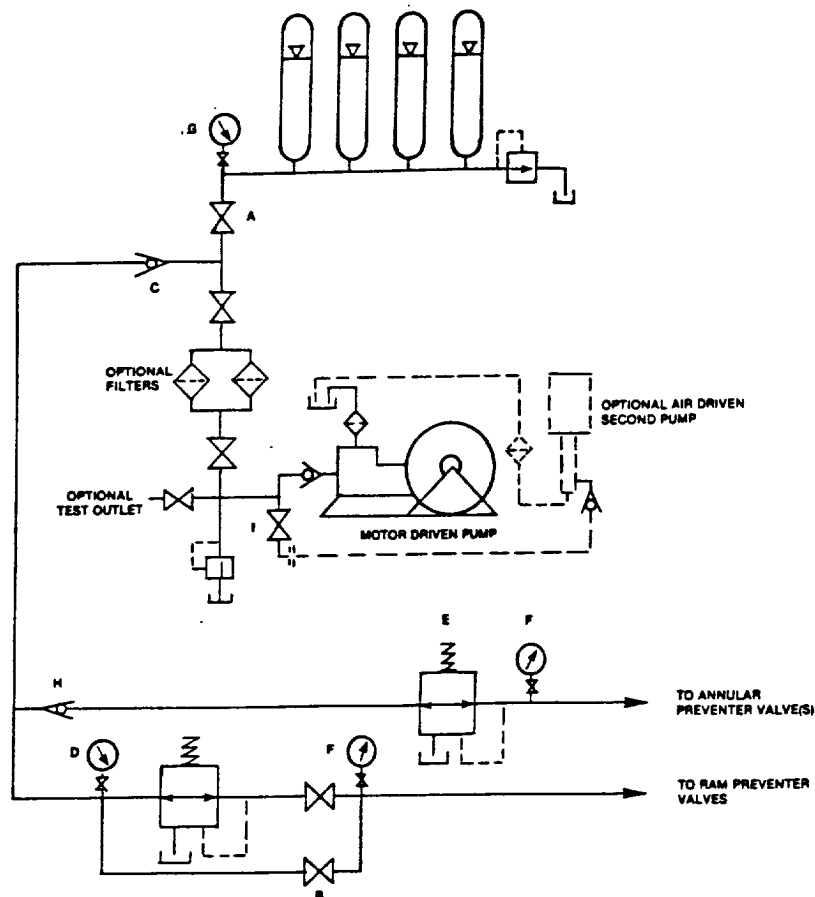 G
A
C
OPTIONAL
FILTERS
OPTIONAL AIR DRIVEN
SECOND PUMP
OPTIONAL
TEST OUTLET
I
MOTOR DRIVEN PUMP
E
F
H
TO ANNULAR
PREVENTER VALVE(S)
D
F
TO RAM PREVENTER
VALVES